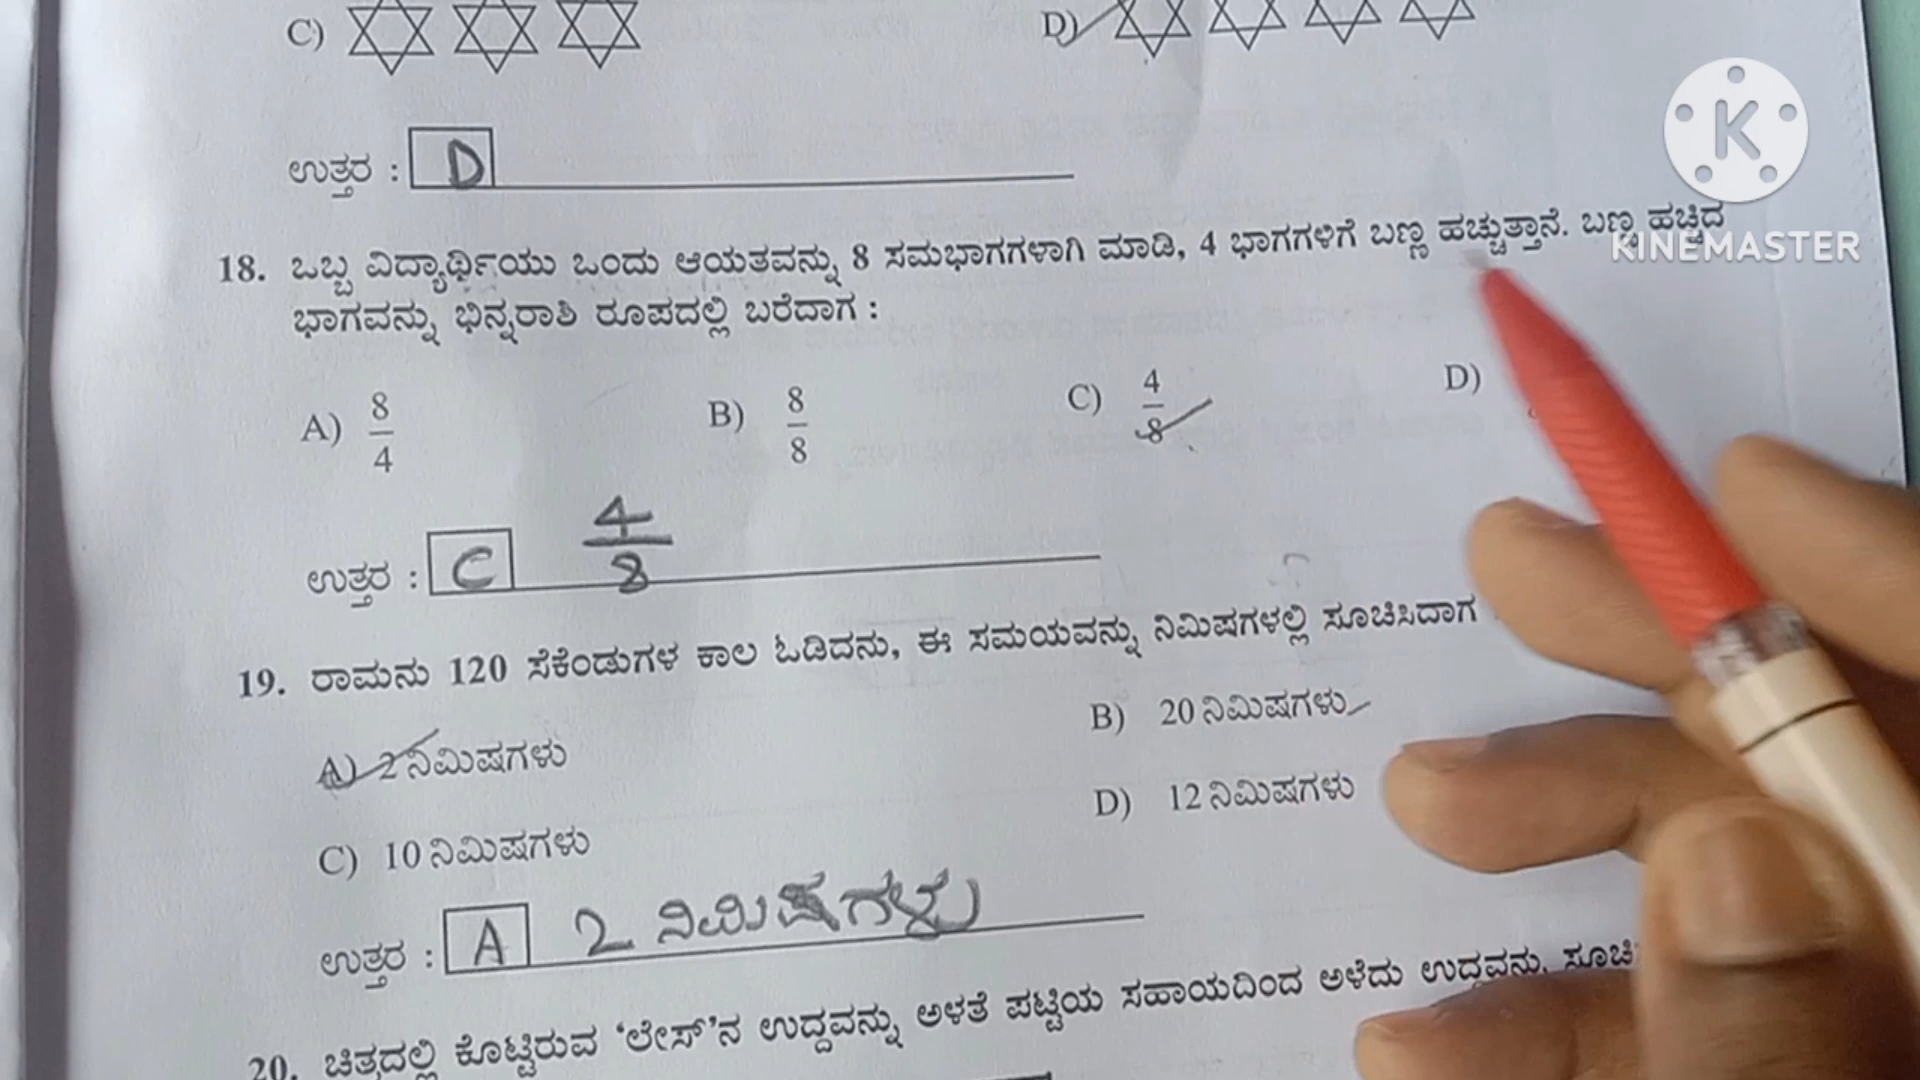 C)
D)
ಉತ್ತರ : D
K
KINEMASTER
18. ಒಬ್ಬ ವಿದ್ಯಾರ್ಥಿಯು ಒಂದು ಆಯತವನ್ನು 8 ಸಮಭಾಗಗಳಾಗಿ ಮಾಡಿ, 4 ಭಾಗಗಳಿಗೆ ಬಣ್ಣ ಹಚ್ಚುತ್ತಾನೆ. ಬಣ್ಣ ಹಚ್ಚಿದ
ಭಾಗವನ್ನು ಭಿನ್ನರಾಶಿ ರೂಪದಲ್ಲಿ ಬರೆದಾಗ :
A) 8/4 B) 8/8 C) 4/8 D)
ಉತ್ತರ : C 4/8
19. ರಾಮನು 120 ಸೆಕೆಂಡುಗಳ ಕಾಲ ಓಡಿದನು, ಈ ಸಮಯವನ್ನು ನಿಮಿಷಗಳಲ್ಲಿ ಸೂಚಿಸಿದಾಗ
A) 2 ನಿಮಿಷಗಳು B) 20 ನಿಮಿಷಗಳು
C) 10 ನಿಮಿಷಗಳು D) 12 ನಿಮಿಷಗಳು
ಉತ್ತರ : A 2 ನಿಮಿಷಗಳು
20. ಚಿತ್ರದಲ್ಲಿ ಕೊಟ್ಟಿರುವ ‘ಲೇಸ್’ನ ಉದ್ದವನ್ನು ಅಳತೆ ಪಟ್ಟಿಯ ಸಹಾಯದಿಂದ ಅಳೆದು ಉದ್ದವನ್ನು